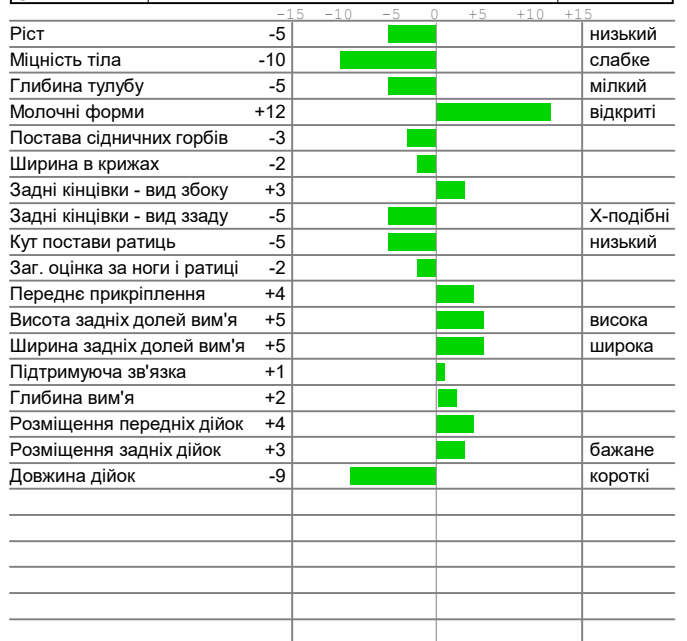 -15 -10 -5 0 +5 +10 +15
Ріст -5 низький
Міцність тіла -10 слабке
Глибина тулубу -5 мілкий
Молочні форми +12 відкриті
Постава сідничних горбів -3
Ширина в крижах -2
Задні кінцівки - вид збоку +3
Задні кінцівки - вид ззаду -5 Х-подібні
Кут постави ратиць -5 низький
Заг. оцінка за ноги і ратиці -2
Переднє прикріплення +4
Висота задніх долей вим'я +5 висока
Ширина задніх долей вим'я +5 широка
Підтримуюча зв'язка +1
Глибина вим'я +2
Розміщення передніх дійок +4
Розміщення задніх дійок +3 бажане
Довжина дійок -9 короткі